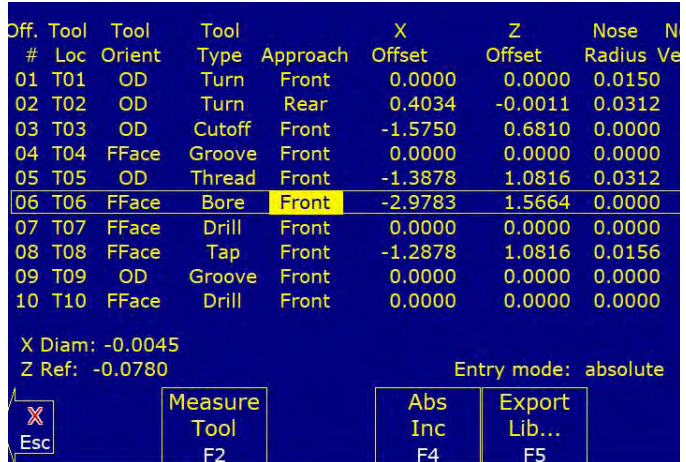 Off. Tool Tool Tool X Z Nose N
# Loc Orient Type Approach Offset Offset Radius Ve
01 T01 OD Turn Front 0.0000 0.0000 0.0150
02 T02 OD Turn Rear 0.4034 -0.0011 0.0312
03 T03 OD Cutoff Front -1.5750 0.6810 0.0000
04 T04 FFace Groove Front 0.0000 0.0000 0.0000
05 T05 OD Thread Front -1.3878 1.0816 0.0312
06 T06 FFace Bore Front -2.9783 1.5664 0.0000
07 T07 FFace Drill Front 0.0000 0.0000 0.0000
08 T08 FFace Tap Front -1.2878 1.0816 0.0156
09 T09 OD Groove Front 0.0000 0.0000 0.0000
10 T10 FFace Drill Front 0.0000 0.0000 0.0000
X Diam: -0.0045
Z Ref: -0.0780 Entry mode: absolute
Measure Abs Export
X Tool Inc Lib...
Esc F2 F4 F5